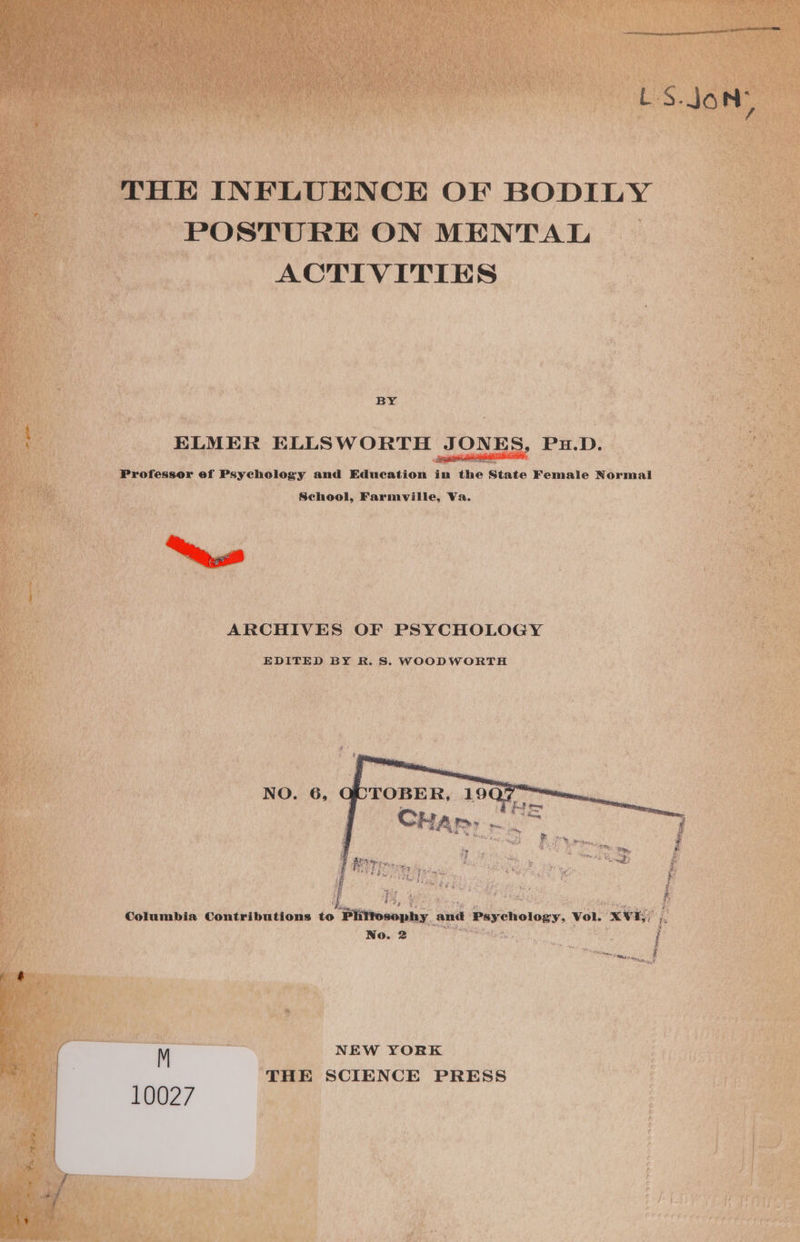 L.S. JONES
THE INFLUENCE OF BODILY
POSTURE ON MENTAL
ACTIVITIES
BY
ELMER ELLSWORTH JONES, PH.D.
Professor of Psychology and Education in the State Female Normal
School, Farmville, Va.
ARCHIVES OF PSYCHOLOGY
EDITED BY R. S. WOODWORTH
NO. 6, OCTOBER, 1907
THE
Columbia Contributions to Philosophy and Psychology, Vol. XVI,
No. 2
NEW YORK
THE SCIENCE PRESS
M
10027